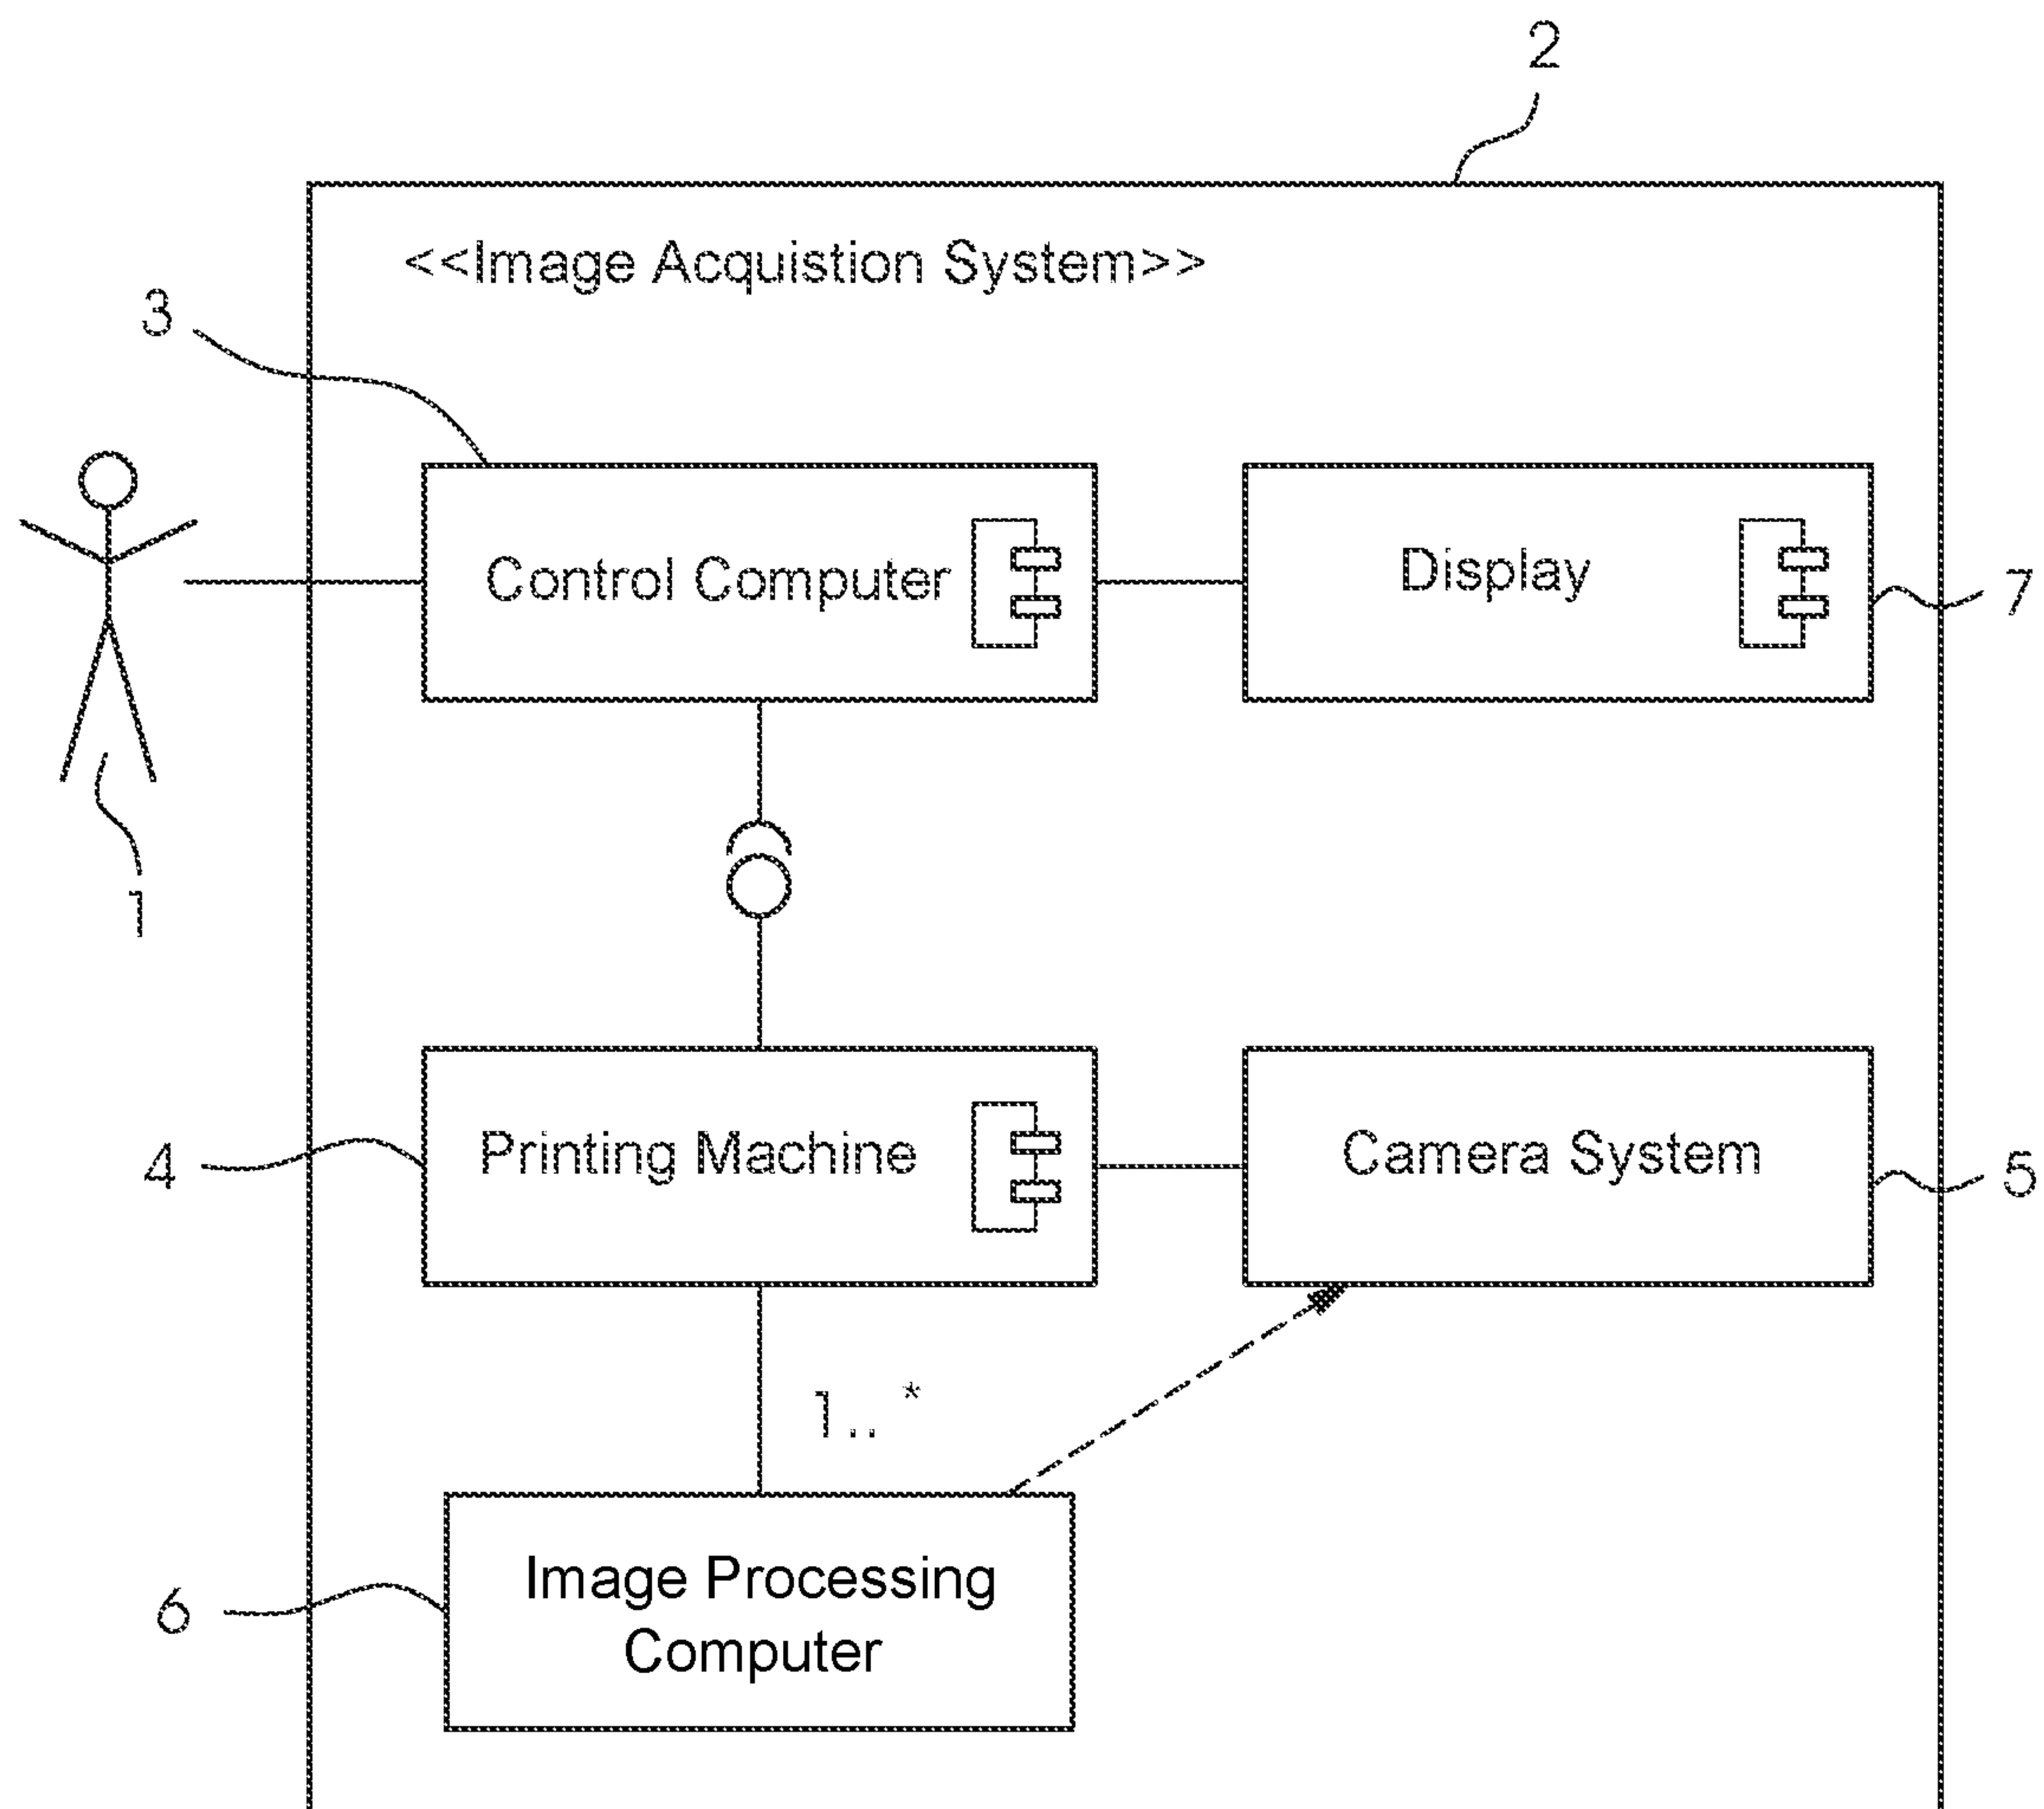 2
<<Image Acquistion System>>
3
Control Computer
Display
7
1
4
Printing Machine
Camera System
5
1.. *
6
Image Processing
Computer